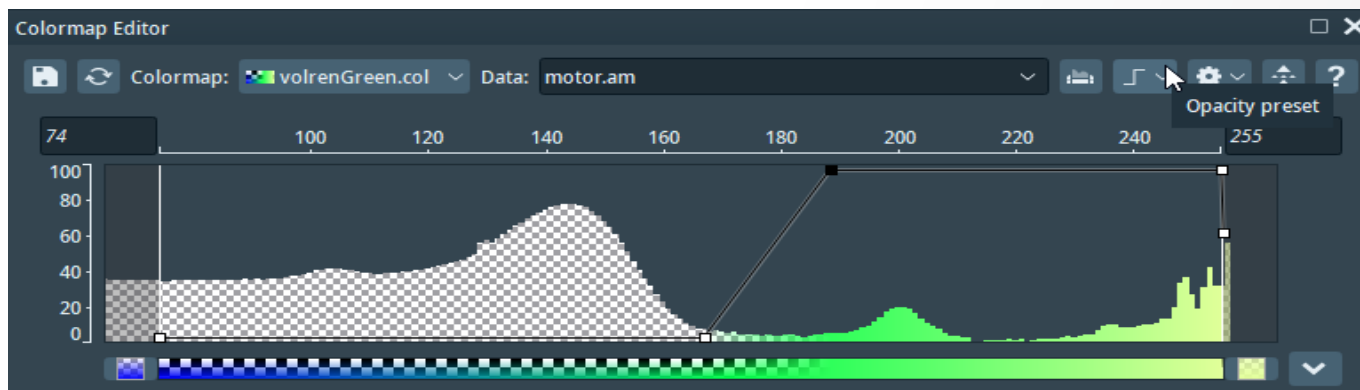 Colormap Editor
Colormap: volrenGreen.col Data: motor.am ?
Opacity preset
74 100 120 140 160 180 200 220 240 255
100
80
60
40
20
0